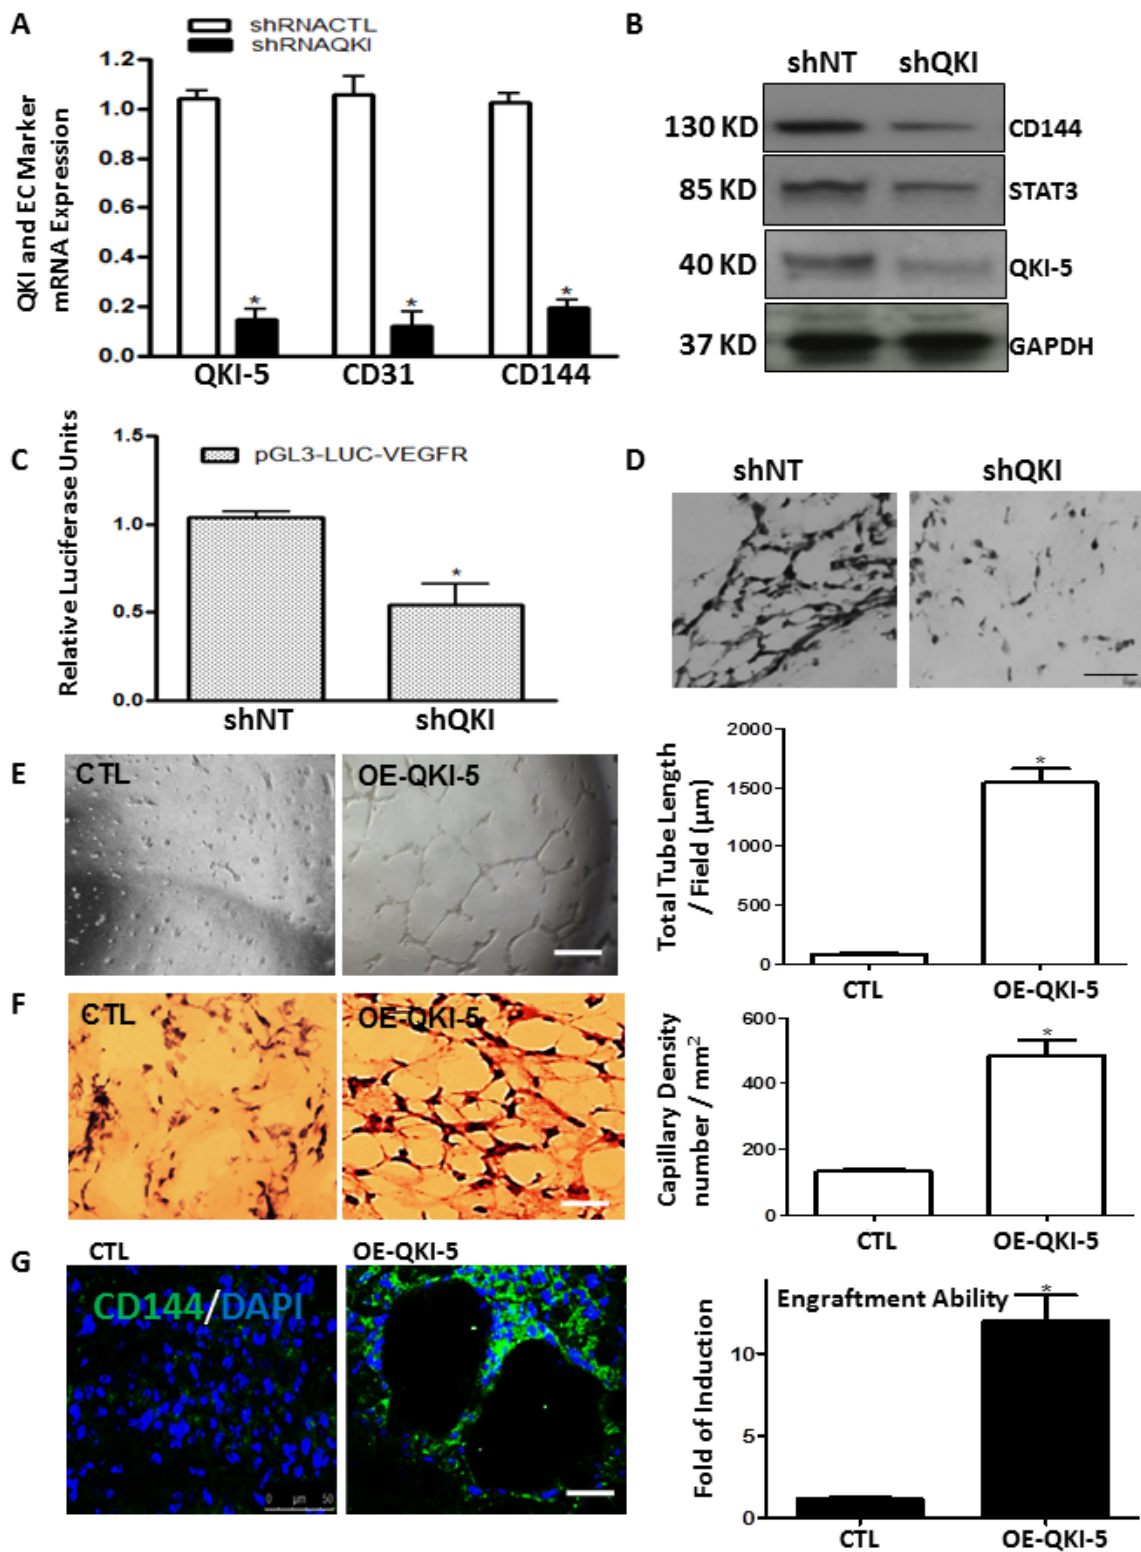 A
shRNACTL
shRNAQKI
QKI and EC Marker
mRNA Expression
1.2
1.0
0.8
0.6
0.4
0.2
0.0
*
*
*
QKI-5
CD31
CD144
B
shNT
shQKI
130 KD
CD144
85 KD
STAT3
40 KD
QKI-5
37 KD
GAPDH
C
Relative Luciferase Units
1.5
1.0
0.5
0.0
pGL3-LUC-VEGFR
*
shNT
shQKI
D
shNT
shQKI
E
CTL
OE-QKI-5
Total Tube Length
/ Field (µm)
2000
1500
1000
500
0
*
CTL
OE-QKI-5
F
CTL
OE-QKI-5
Capillary Density
number / mm²
600
400
200
0
*
CTL
OE-QKI-5
G
CTL
OE-QKI-5
CD144/DAPI
0 µm 50
Fold of Induction
Engraftment Ability
10
5
0
*
CTL
OE-QKI-5